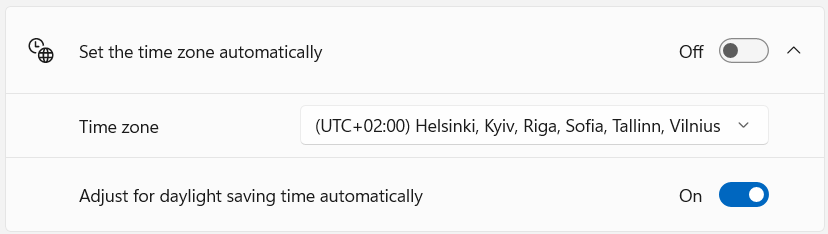 Set the time zone automatically Off
Time zone (UTC+02:00) Helsinki, Kyiv, Riga, Sofia, Tallinn, Vilnius
Adjust for daylight saving time automatically On